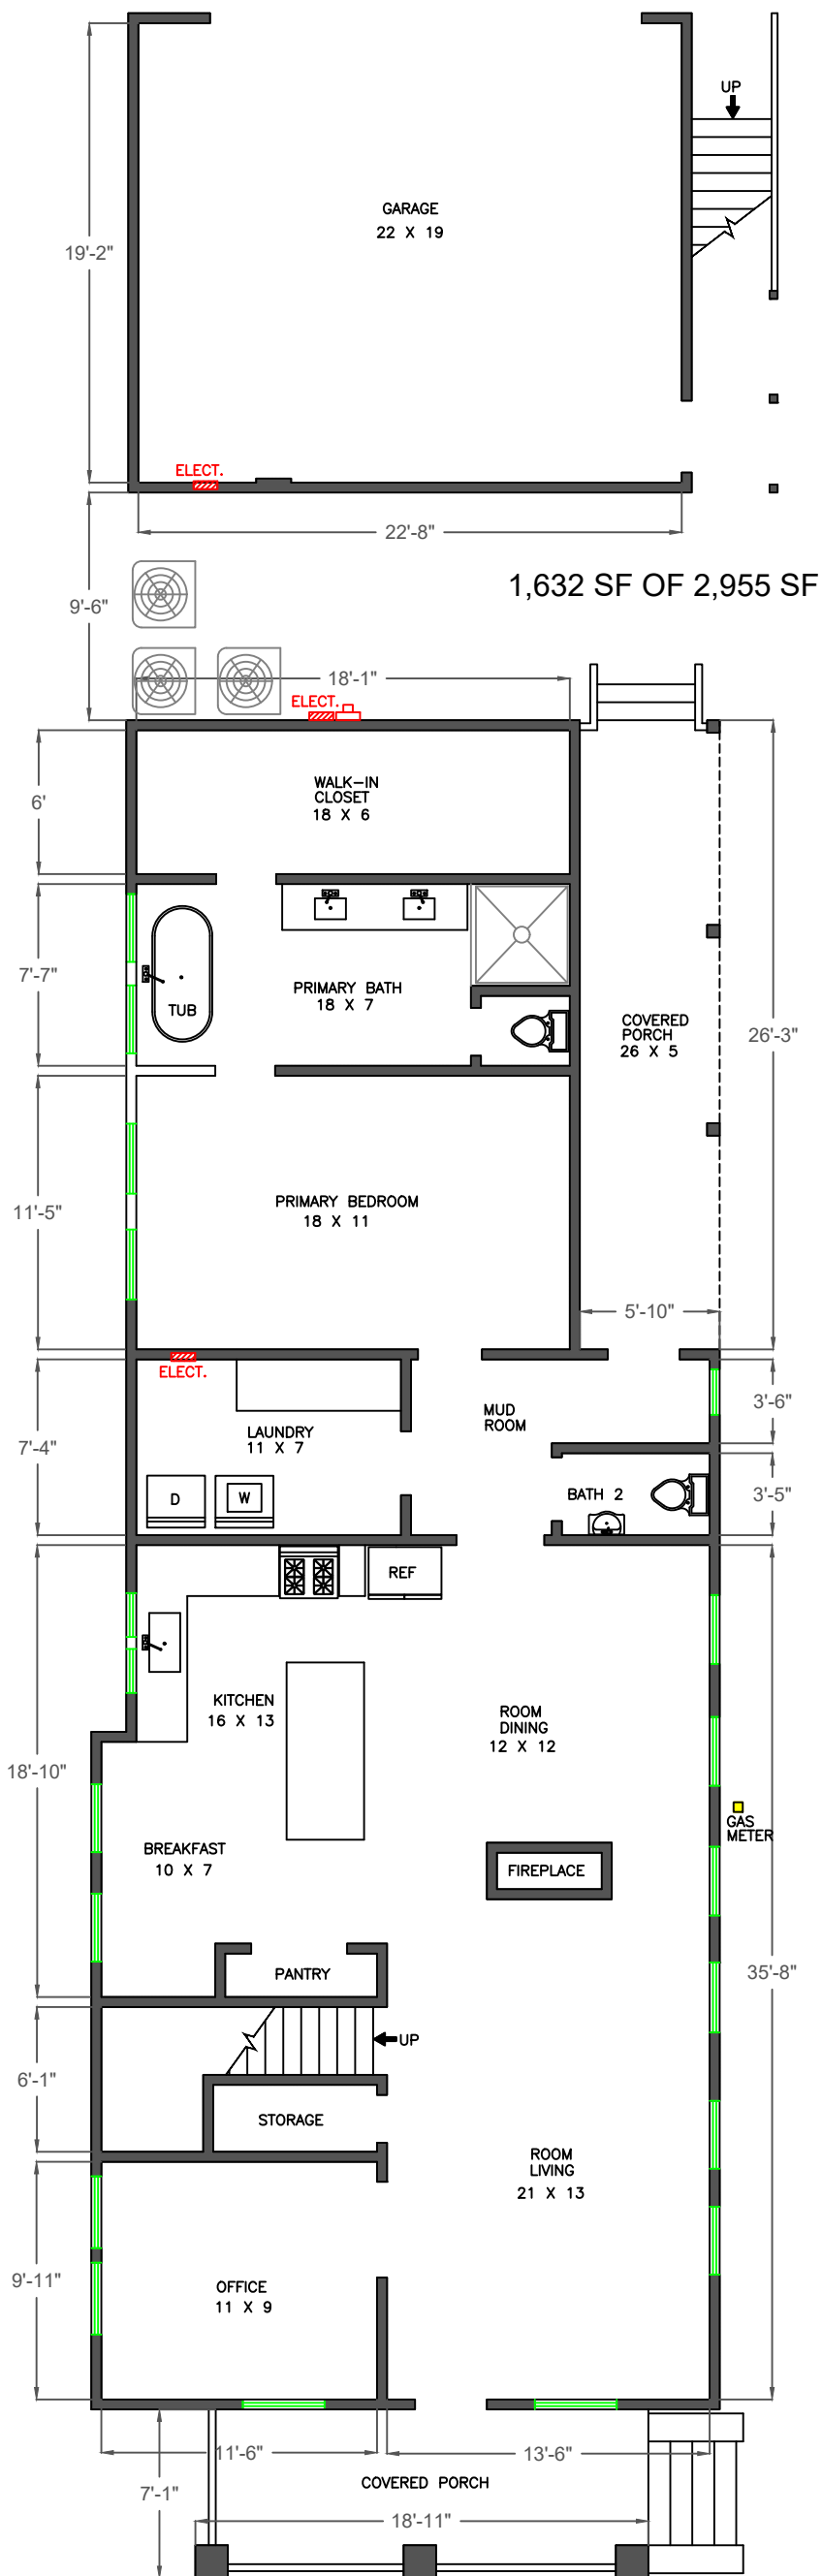 UP
GARAGE
22 X 19
19'-2"
ELECT.
22'-8"
1,632 SF OF 2,955 SF
9'-6"
18'-1"
ELECT.
WALK-IN
CLOSET
18 X 6
6'
7'-7"
PRIMARY BATH
18 X 7
TUB
COVERED
PORCH
26 X 5
26'-3"
PRIMARY BEDROOM
18 X 11
11'-5"
5'-10"
ELECT.
3'-6"
MUD
ROOM
LAUNDRY
11 X 7
7'-4"
D
W
BATH 2
3'-5"
REF
KITCHEN
16 X 13
ROOM
DINING
12 X 12
18'-10"
GAS
METER
BREAKFAST
10 X 7
FIREPLACE
PANTRY
35'-8"
UP
6'-1"
STORAGE
ROOM
LIVING
21 X 13
9'-11"
OFFICE
11 X 9
11'-6"
13'-6"
COVERED PORCH
7'-1"
18'-11"